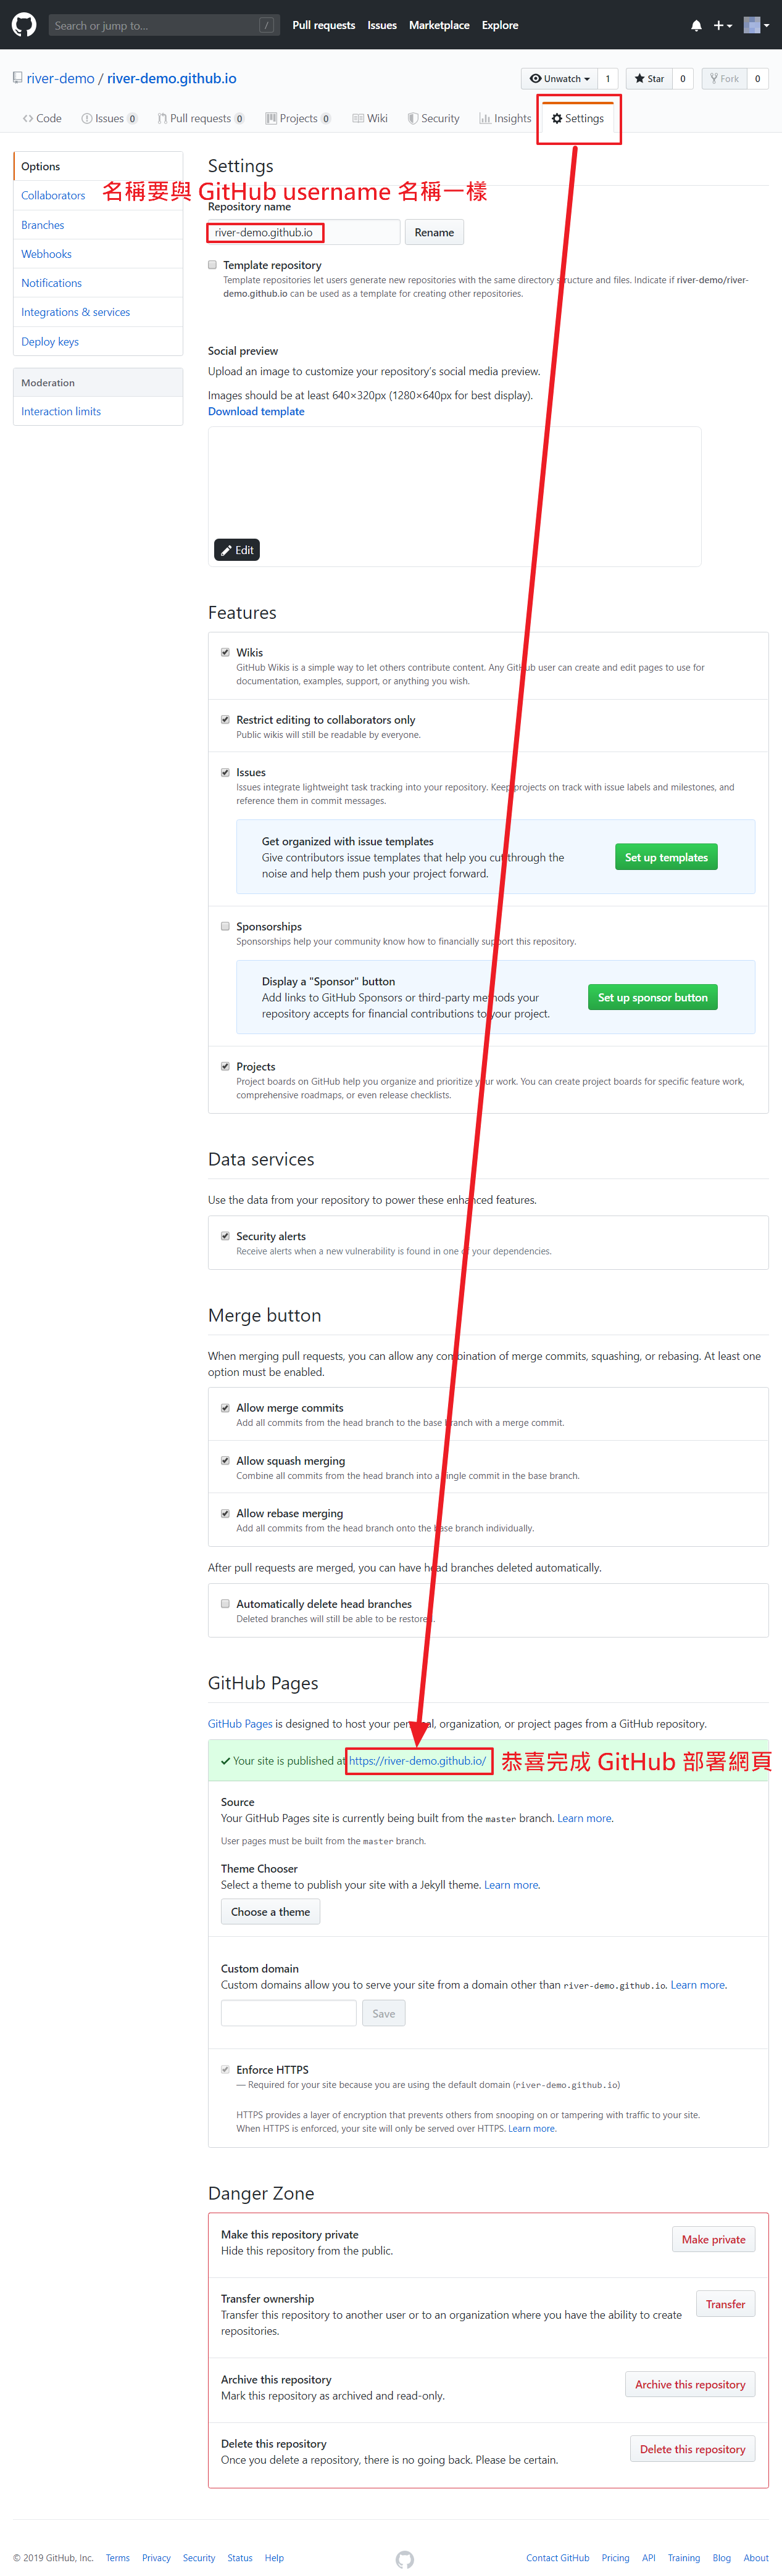 Search or jump to... /
Pull requests Issues Marketplace Explore
river-demo / river-demo.github.io
Unwatch 1 Star 0 Fork 0
Code Issues 0 Pull requests 0 Projects 0 Wiki Security Insights Settings
Options
Collaborators
Branches
Webhooks
Notifications
Integrations & services
Deploy keys
Moderation
Interaction limits
Settings
名稱要與 GitHub username 名稱一樣
Repository name
river-demo.github.io Rename
Template repository
Template repositories let users generate new repositories with the same directory structure and files. Indicate if river-demo/river-
demo.github.io can be used as a template for creating other repositories.
Social preview
Upload an image to customize your repository's social media preview.
Images should be at least 640×320px (1280×640px for best display).
Download template
Edit
Features
Wikis
GitHub Wikis is a simple way to let others contribute content. Any GitHub user can create and edit pages to use for
documentation, examples, support, or anything you wish.
Restrict editing to collaborators only
Public wikis will still be readable by everyone.
Issues
Issues integrate lightweight task tracking into your repository. Keep projects on track with issue labels and milestones, and
reference them in commit messages.
Get organized with issue templates
Give contributors issue templates that help you cut through the
noise and help them push your project forward.
Set up templates
Sponsorships
Sponsorships help your community know how to financially support this repository.
Display a "Sponsor" button
Add links to GitHub Sponsors or third-party methods your
repository accepts for financial contributions to your project.
Set up sponsor button
Projects
Project boards on GitHub help you organize and prioritize your work. You can create project boards for specific feature work,
comprehensive roadmaps, or even release checklists.
Data services
Use the data from your repository to power these enhanced features.
Security alerts
Receive alerts when a new vulnerability is found in one of your dependencies.
Merge button
When merging pull requests, you can allow any combination of merge commits, squashing, or rebasing. At least one
option must be enabled.
Allow merge commits
Add all commits from the head branch to the base branch with a merge commit.
Allow squash merging
Combine all commits from the head branch into a single commit in the base branch.
Allow rebase merging
Add all commits from the head branch onto the base branch individually.
After pull requests are merged, you can have head branches deleted automatically.
Automatically delete head branches
Deleted branches will still be able to be restored.
GitHub Pages
GitHub Pages is designed to host your personal, organization, or project pages from a GitHub repository.
Your site is published at https://river-demo.github.io/ 恭喜完成 GitHub 部署網頁
Source
Your GitHub Pages site is currently being built from the master branch. Learn more.
User pages must be built from the master branch.
Theme Chooser
Select a theme to publish your site with a Jekyll theme. Learn more.
Choose a theme
Custom domain
Custom domains allow you to serve your site from a domain other than river-demo.github.io. Learn more.
Save
Enforce HTTPS
— Required for your site because you are using the default domain (river-demo.github.io)
HTTPS provides a layer of encryption that prevents others from snooping on or tampering with traffic to your site.
When HTTPS is enforced, your site will only be served over HTTPS. Learn more.
Danger Zone
Make this repository private
Hide this repository from the public.
Make private
Transfer ownership
Transfer this repository to another user or to an organization where you have the ability to create
repositories.
Transfer
Archive this repository
Mark this repository as archived and read-only.
Archive this repository
Delete this repository
Once you delete a repository, there is no going back. Please be certain.
Delete this repository
© 2019 GitHub, Inc. Terms Privacy Security Status Help
Contact GitHub Pricing API Training Blog About